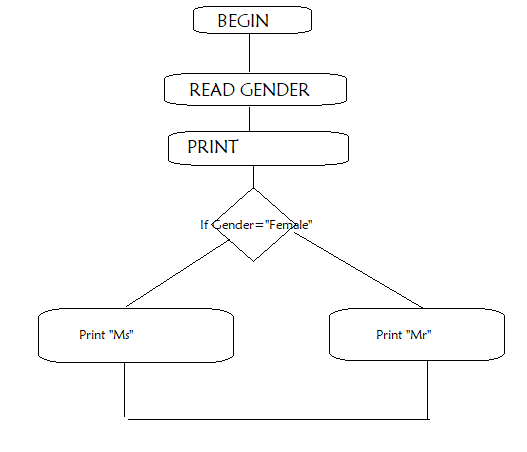 BEGIN
READ GENDER
PRINT
If Gender="Female"
Print "Ms"
Print "Mr"